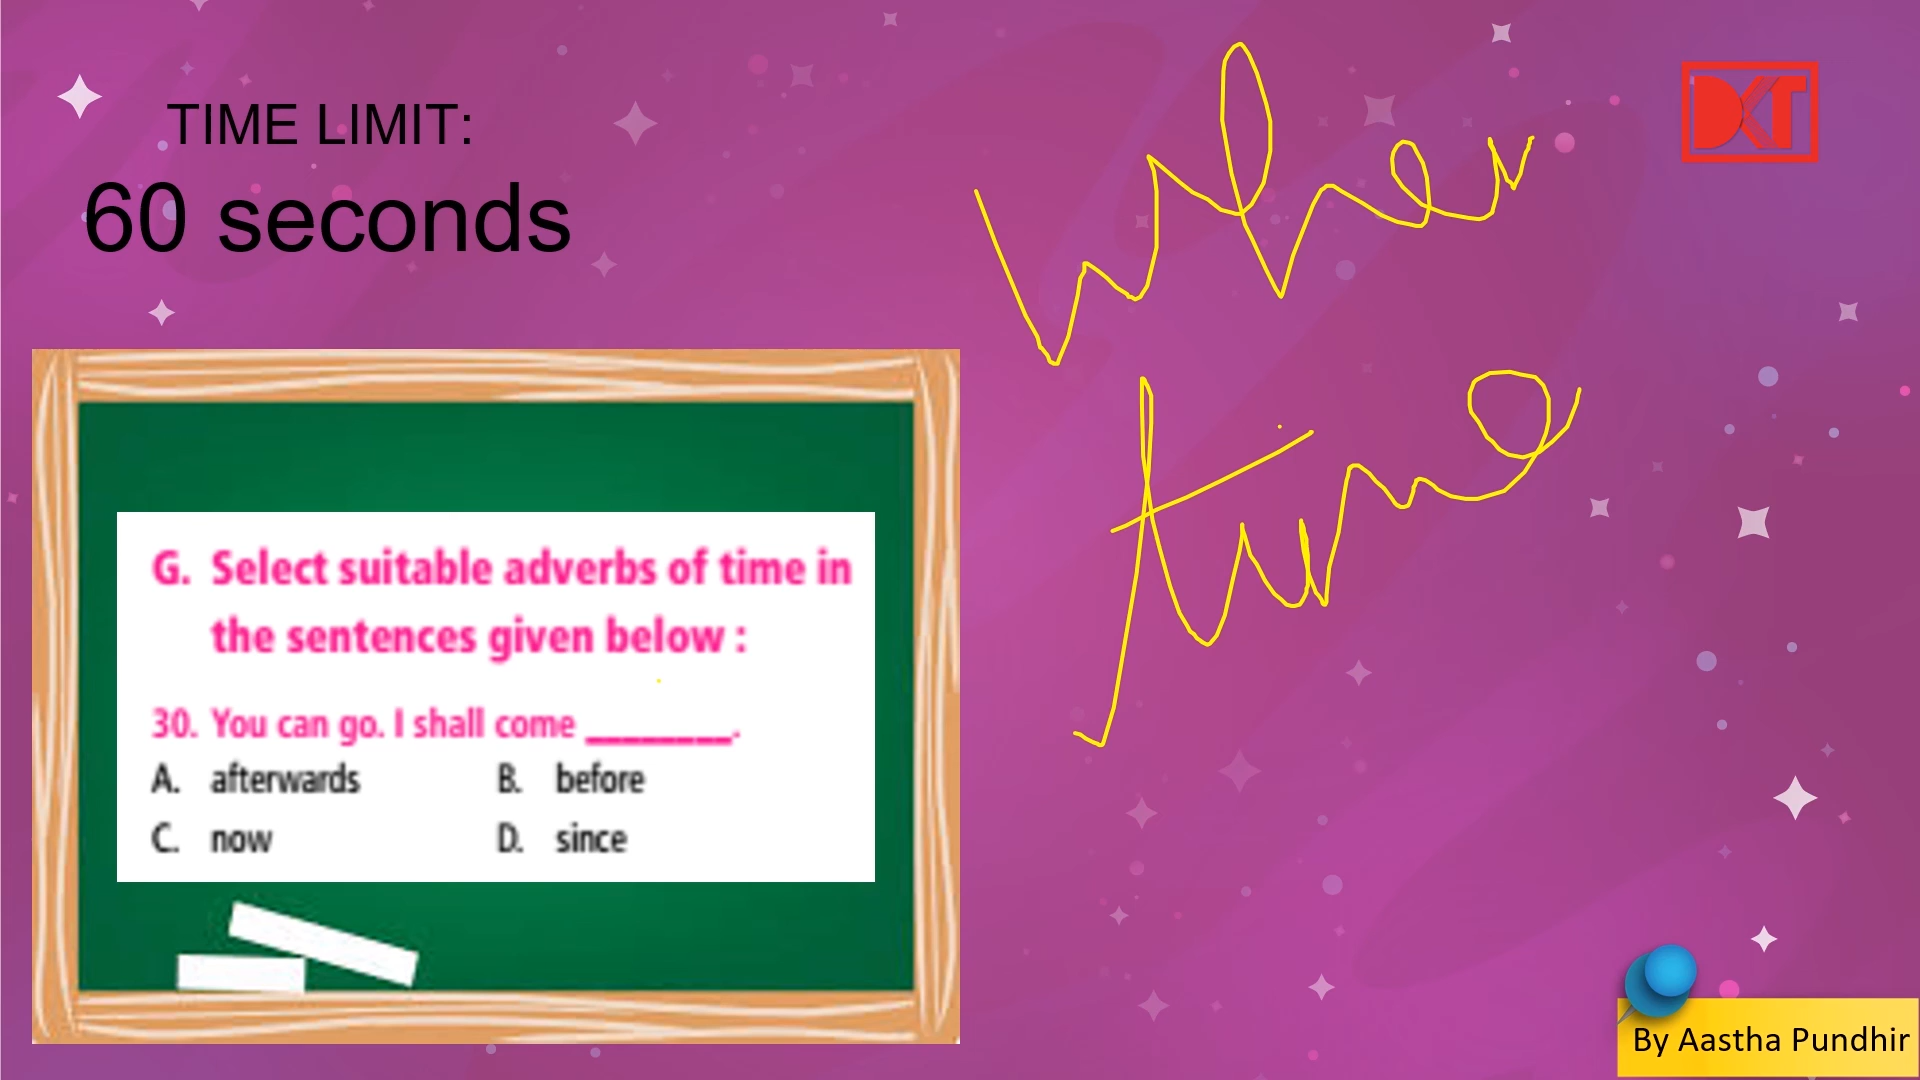 TIME LIMIT:
60 seconds
When
time
DKT
G. Select suitable adverbs of time in
the sentences given below :
30. You can go. I shall come ________.
A. afterwards B. before
C. now D. since
By Aastha Pundhir